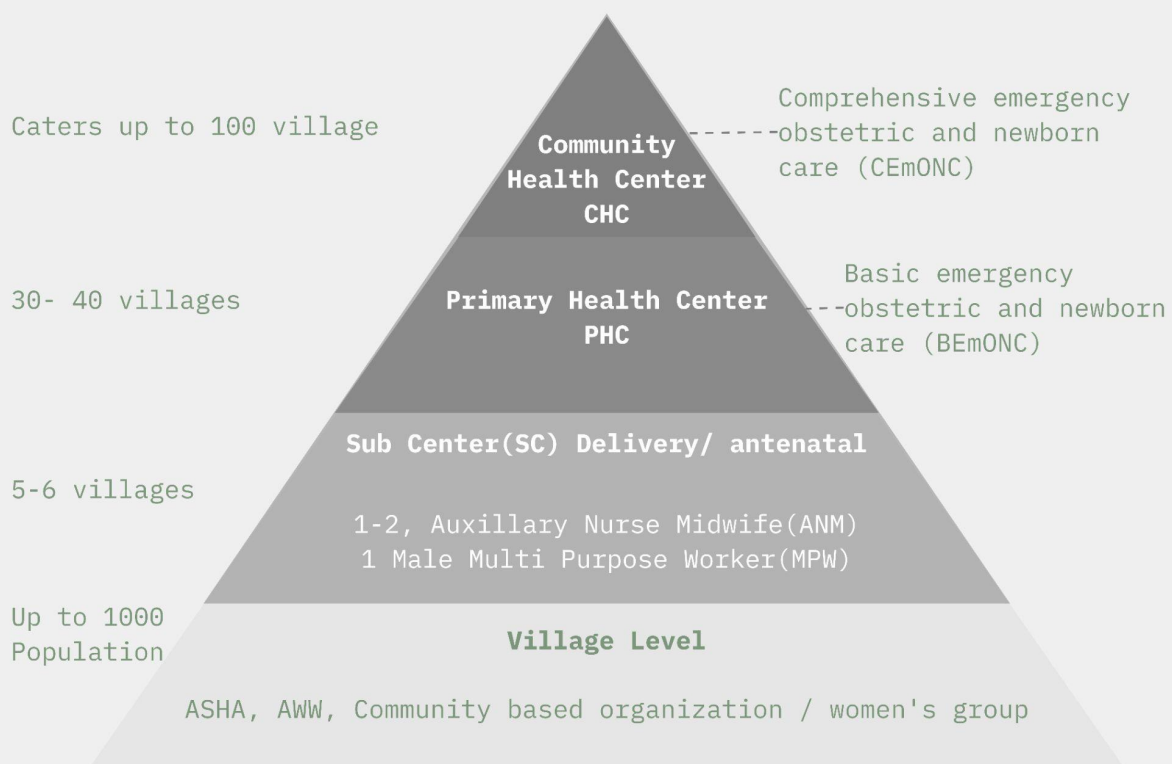 Caters up to 100 village
Community
Health Center
CHC
Comprehensive emergency
obstetric and newborn
care (CEmONC)
30- 40 villages
Primary Health Center
PHC
Basic emergency
obstetric and newborn
care (BEmONC)
Sub Center(SC) Delivery/ antenatal
5-6 villages
1-2, Auxillary Nurse Midwife(ANM)
1 Male Multi Purpose Worker(MPW)
Up to 1000
Population
Village Level
ASHA, AWW, Community based organization / women's group